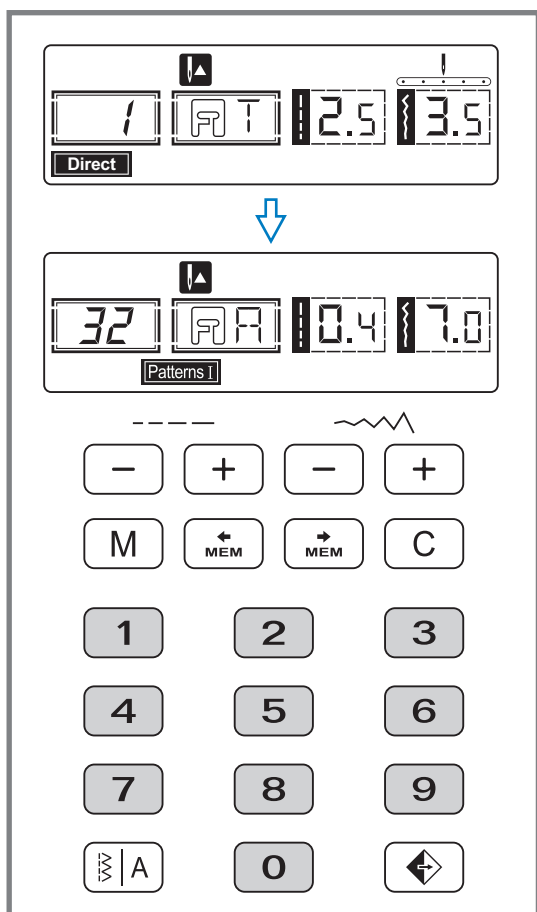 1 T 2.5 3.5
Direct
32 A 0.4 7.0
Patterns I
− + − +
M MEM MEM C
1 2 3
4 5 6
7 8 9
A 0